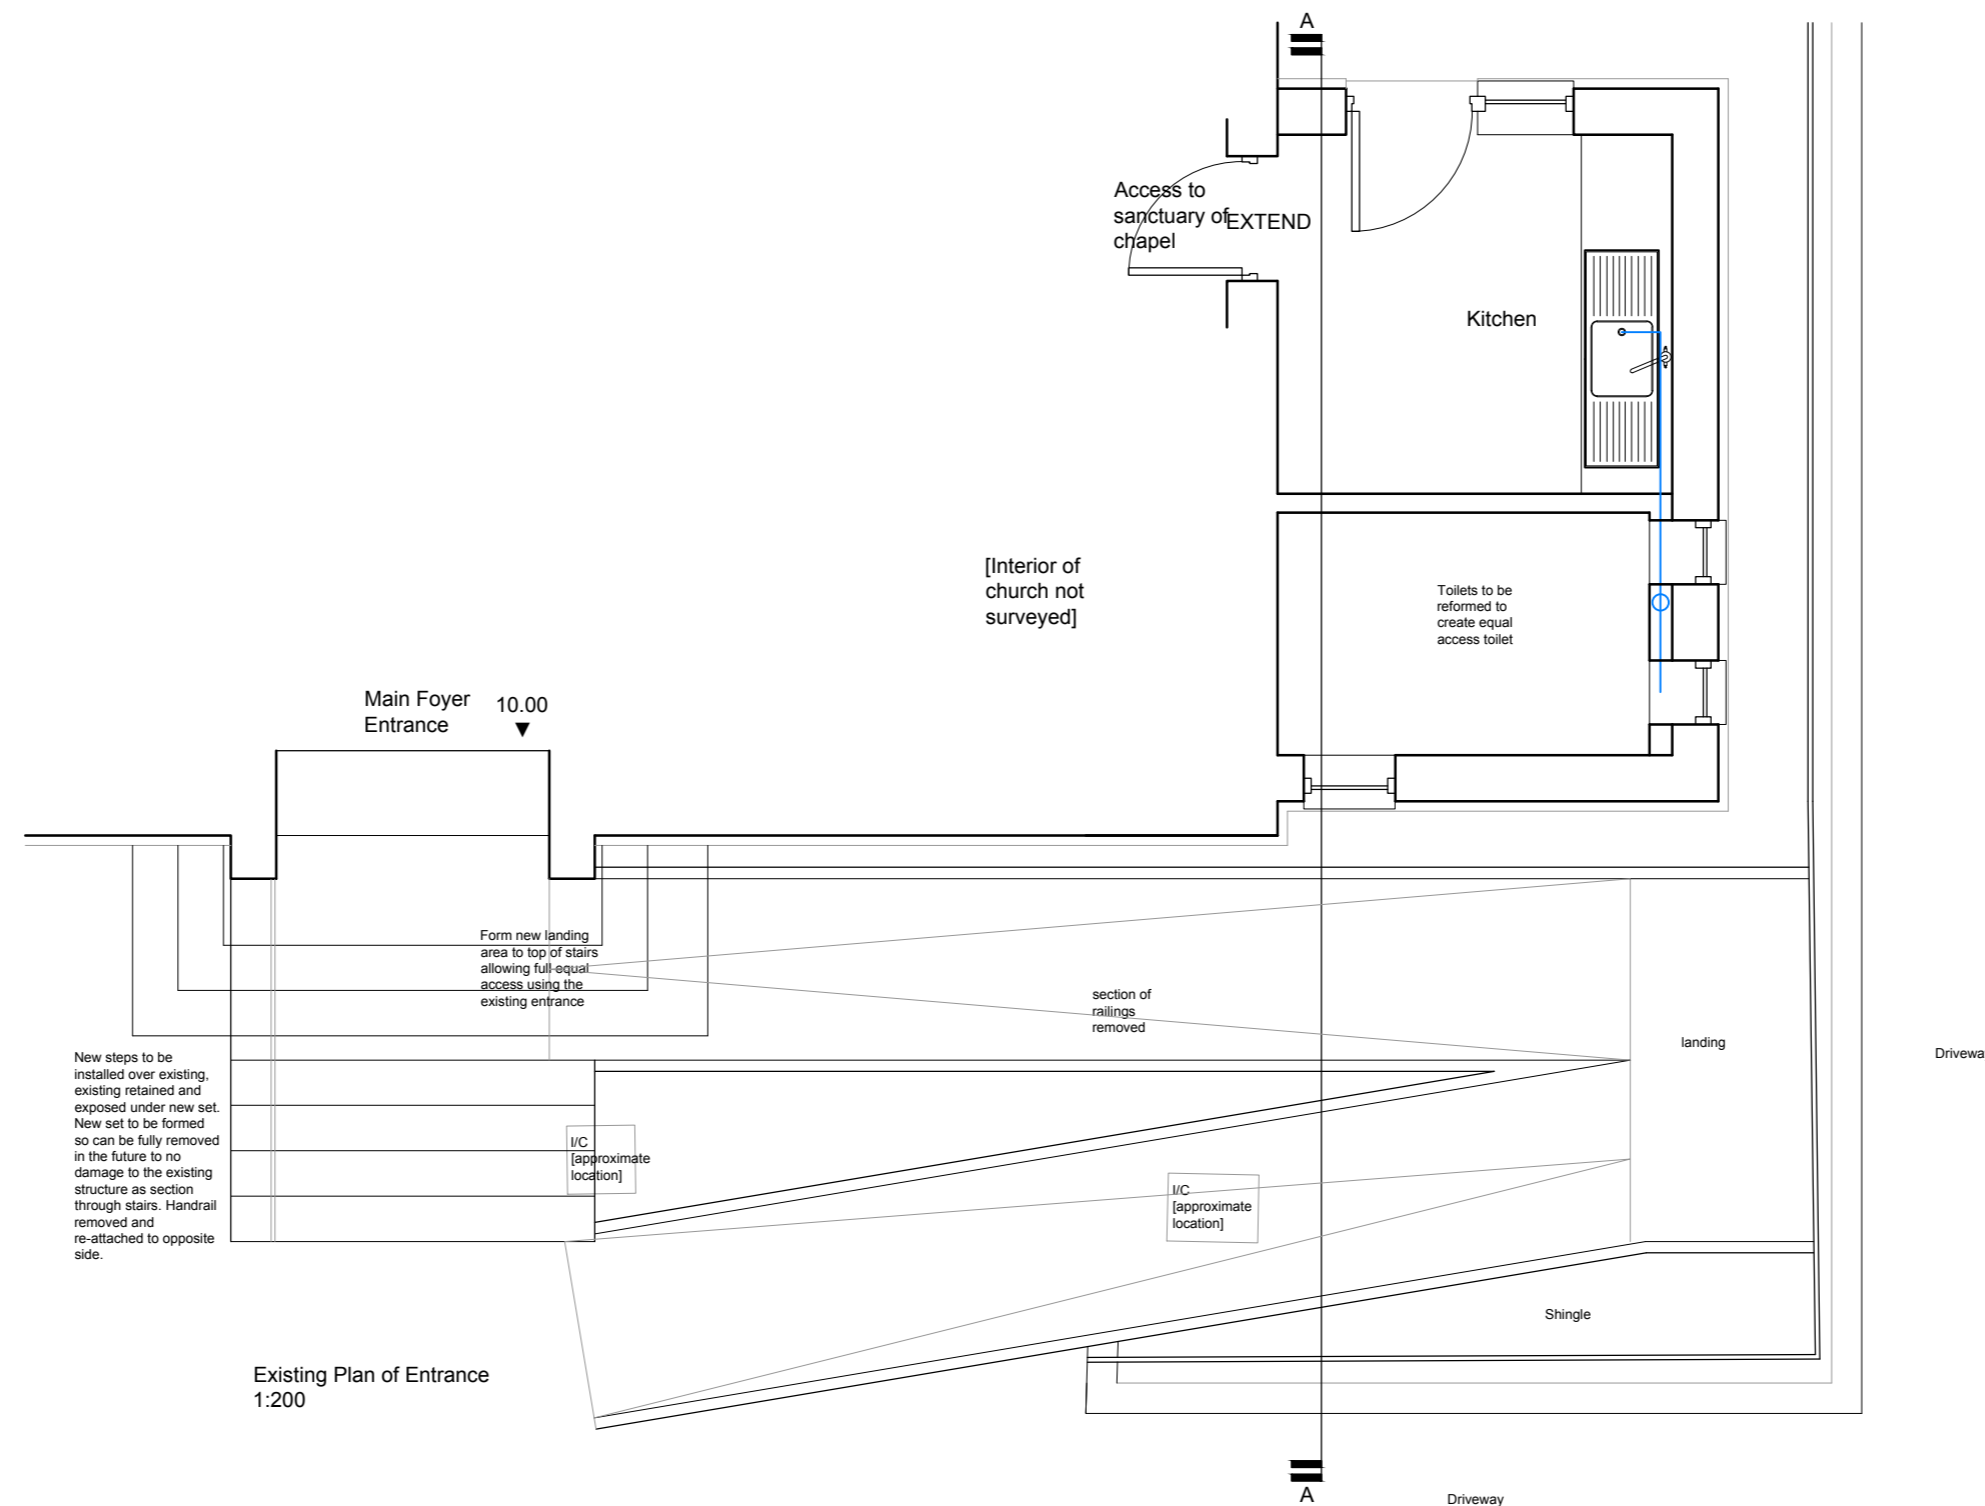 A
Access to
sanctuary of
chapel
EXTEND
Kitchen
[Interior of
church not
surveyed]
Toilets to be
reformed to
create equal
access toilet
Main Foyer
Entrance
10.00
Form new landing
area to top of stairs
allowing full equal
access using the
existing entrance
section of
railings
removed
landing
Drivewa
New steps to be
installed over existing,
existing retained and
exposed under new set.
New set to be formed
so can be fully removed
in the future to no
damage to the existing
structure as section
through stairs. Handrail
removed and
re-attached to opposite
side.
I/C
[approximate
location]
I/C
[approximate
location]
Shingle
Existing Plan of Entrance
1:200
A
Driveway